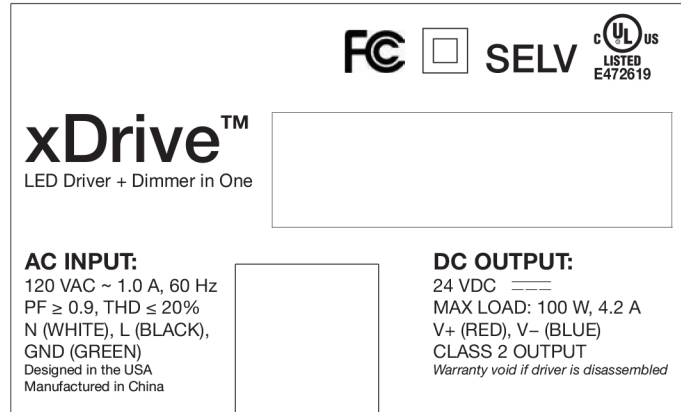 FC
SELV
c UL US
LISTED
E472619
xDrive™
LED Driver + Dimmer in One
AC INPUT:
120 VAC ~ 1.0 A, 60 Hz
PF ≥ 0.9, THD ≤ 20%
N (WHITE), L (BLACK),
GND (GREEN)
Designed in the USA
Manufactured in China
DC OUTPUT:
24 VDC
MAX LOAD: 100 W, 4.2 A
V+ (RED), V− (BLUE)
CLASS 2 OUTPUT
Warranty void if driver is disassembled